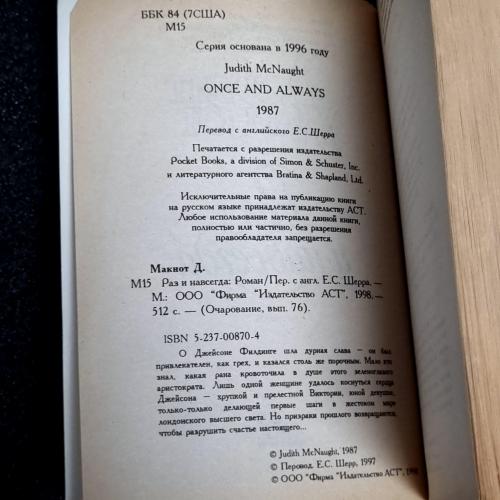 ББК 84 (7США)
М15
Серия основана в 1996 году
Judith McNaught
ONCE AND ALWAYS
1987
Перевод с английского Е.С.Шерра
Печатается с разрешения издательства
Pocket Books, a division of Simon & Schuster, Inc.
и литературного агентства Bratina & Shapland, Ltd.
Исключительные права на публикацию книги
на русском языке принадлежат издательству АСТ.
Любое использование материала данной книги,
полностью или частично, без разрешения
правообладателя запрещается.
Макнот Д.
М15 Раз и навсегда: Роман/Пер. с англ. Е.С. Шерра. —
М.: ООО "Фирма "Издательство АСТ", 1998. —
512 с. — (Очарование, вып. 76).
ISBN 5-237-00870-4
О Джейсоне Филдинге шла дурная слава — он был
привлекателен, как грех, и казался столь же порочным. Мало кто
знал, какая рана кровоточила в душе этого зеленоглазого
аристократа. Лишь одной женщине удалось коснуться сердца
Джейсона — хрупкой и прелестной Виктории, юной девушке,
только-только делающей первые шаги в жестоком мире
лондонского высшего света. Но призраки прошлого возвращаются,
чтобы разрушить счастье настоящего...
© Judith McNaught, 1987
© Перевод. Е.С. Шерр, 1997
© ООО "Фирма "Издательство АСТ",